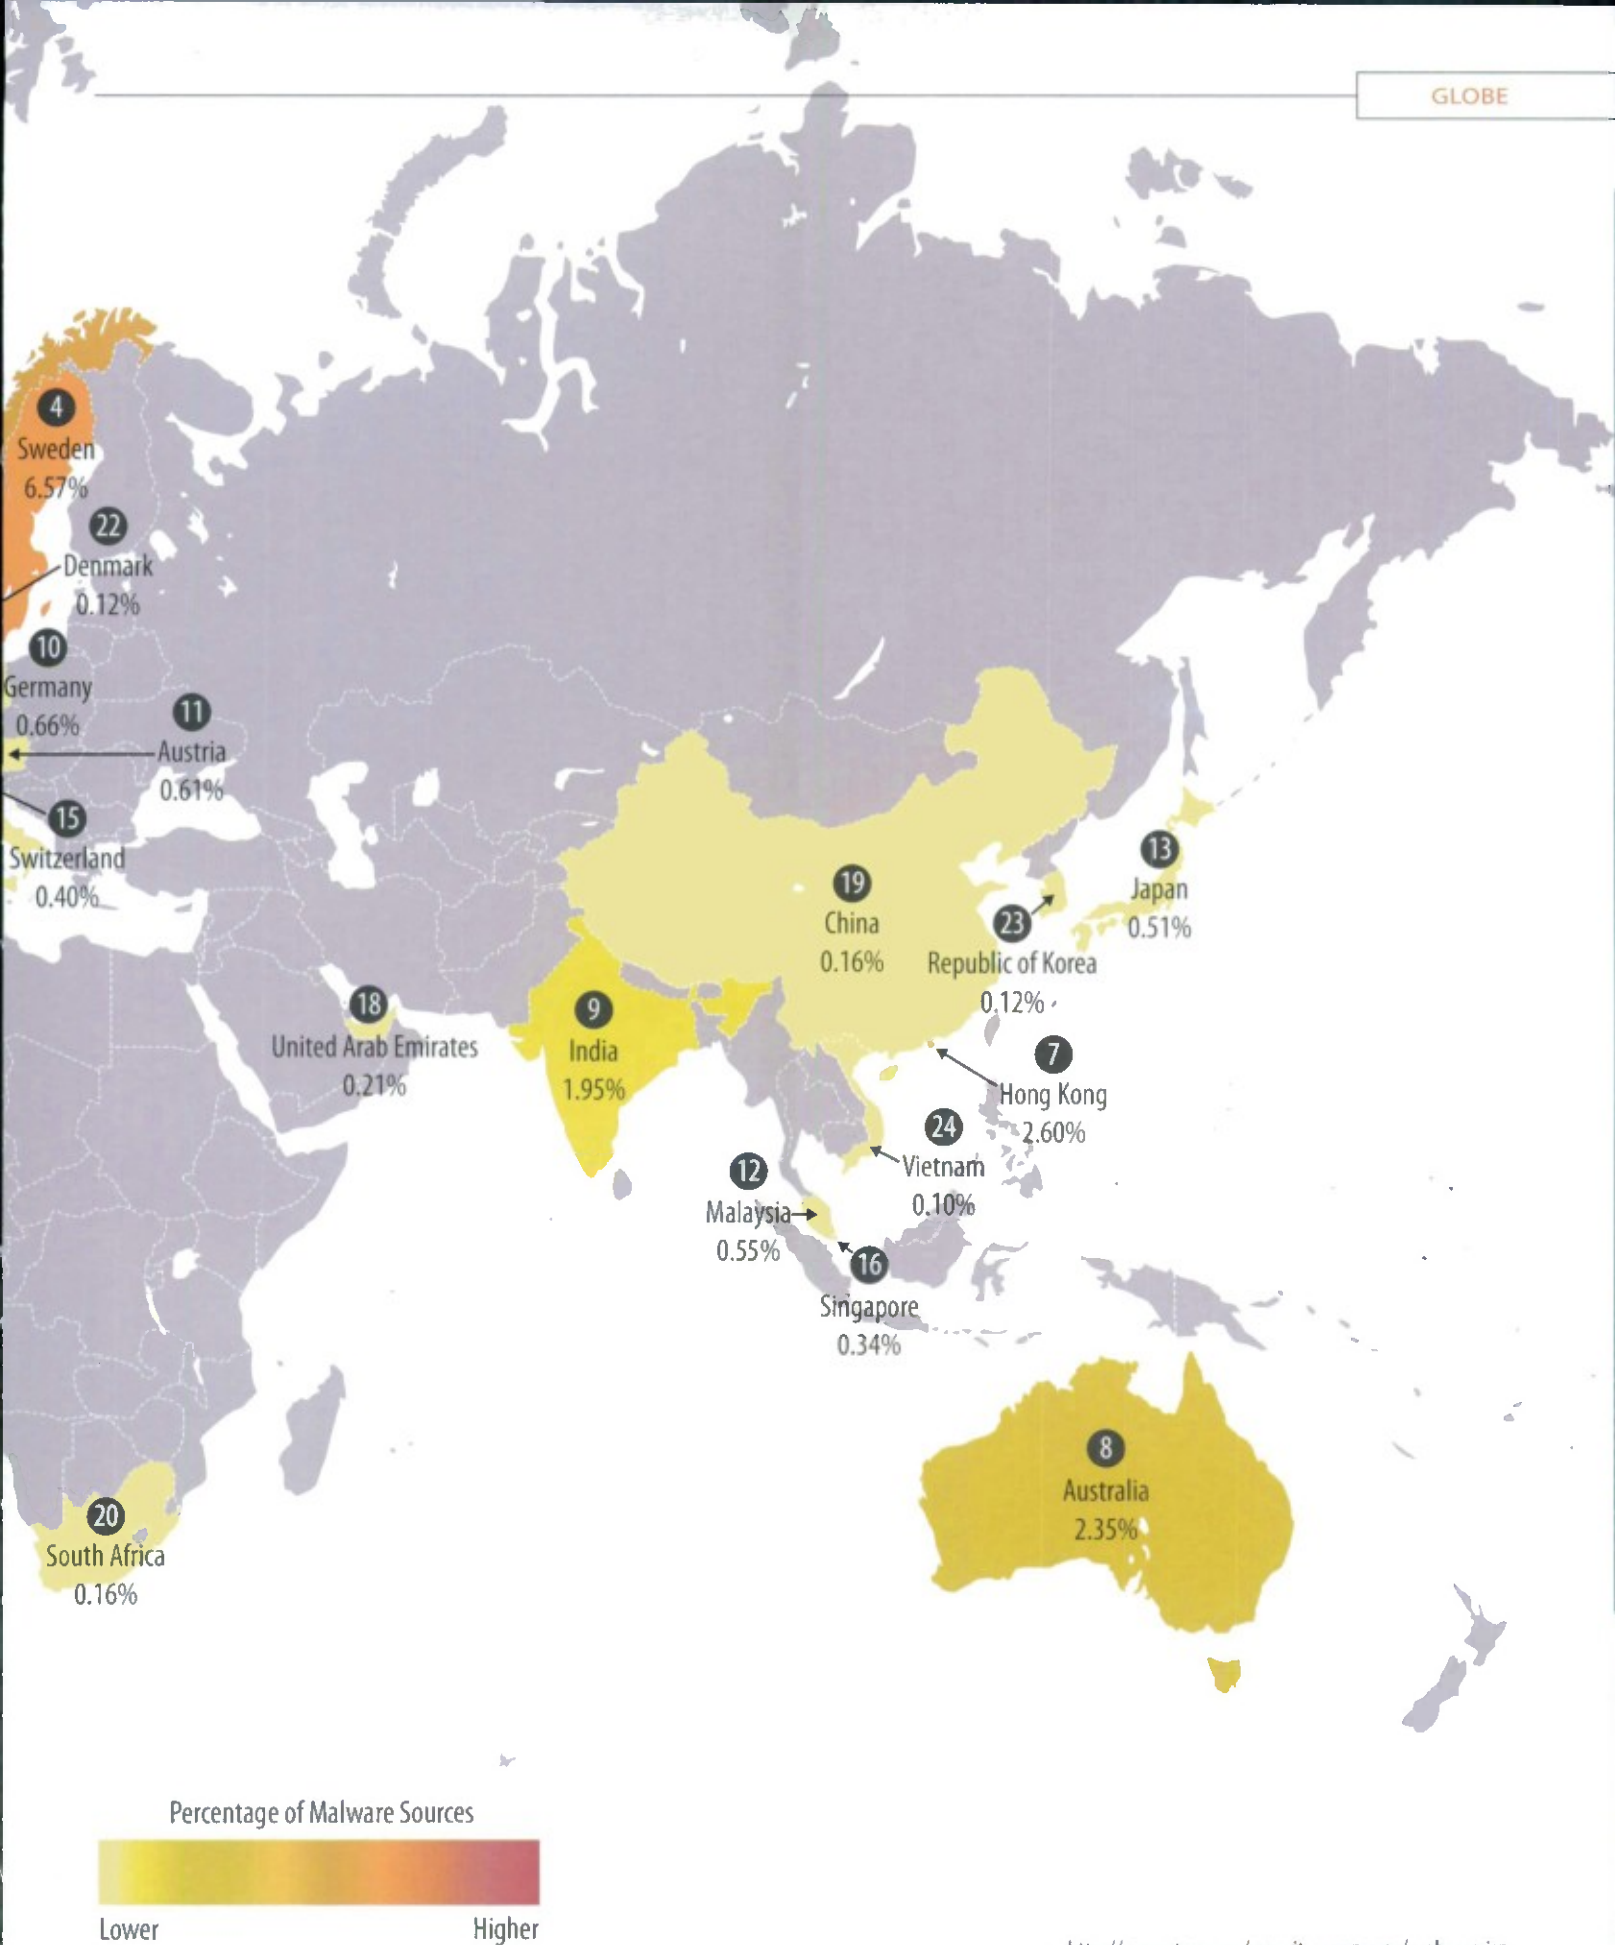 GLOBE
4
Sweden
6.57%
22
Denmark
0.12%
10
Germany
0.66%
11
Austria
0.61%
15
Switzerland
0.40%
13
Japan
0.51%
19
China
0.16%
23
Republic of Korea
0.12%
18
United Arab Emirates
0.21%
9
India
1.95%
7
Hong Kong
2.60%
24
Vietnam
0.10%
12
Malaysia
0.55%
16
Singapore
0.34%
8
Australia
2.35%
20
South Africa
0.16%
Percentage of Malware Sources
Lower
Higher